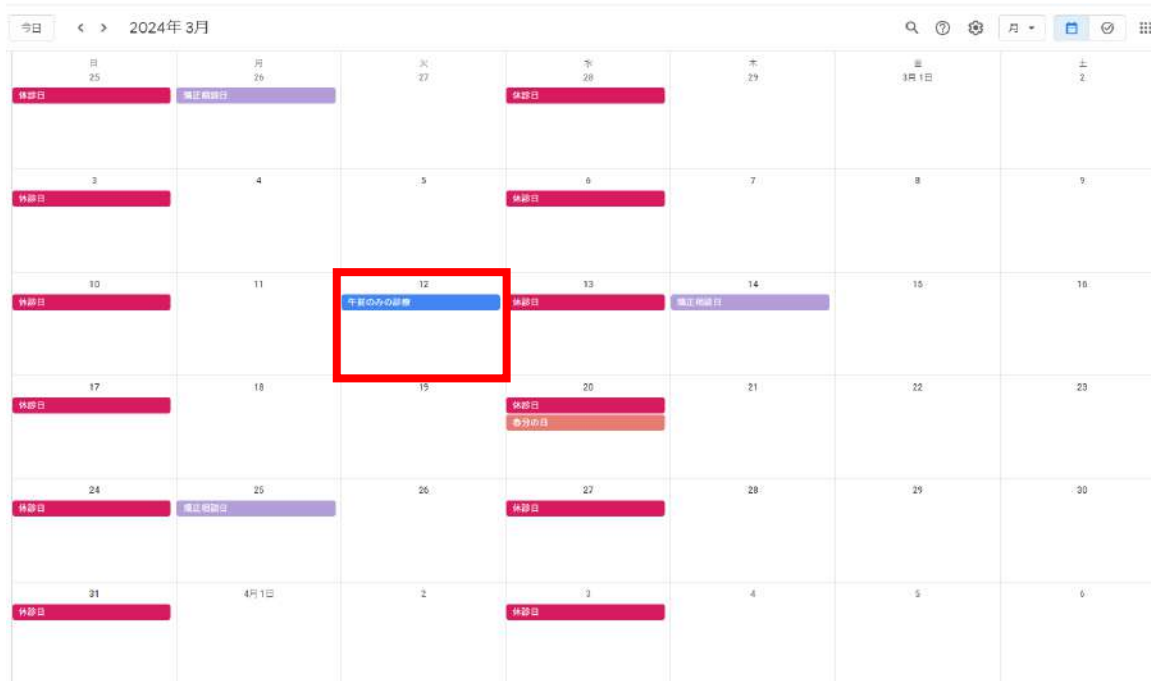 今日
2024年 3月
月
日 月 火 水 木 金 土
25 26 27 28 29 3月 1日 2
休診日 矯正相談日 休診日
3 4 5 6 7 8 9
休診日 休診日
10 11 12 13 14 15 16
休診日 午前のみの診療 休診日 矯正相談日
17 18 19 20 21 22 23
休診日 休診日
春分の日
24 25 26 27 28 29 30
休診日 矯正相談日 休診日
31 4月 1日 2 3 4 5 6
休診日 休診日